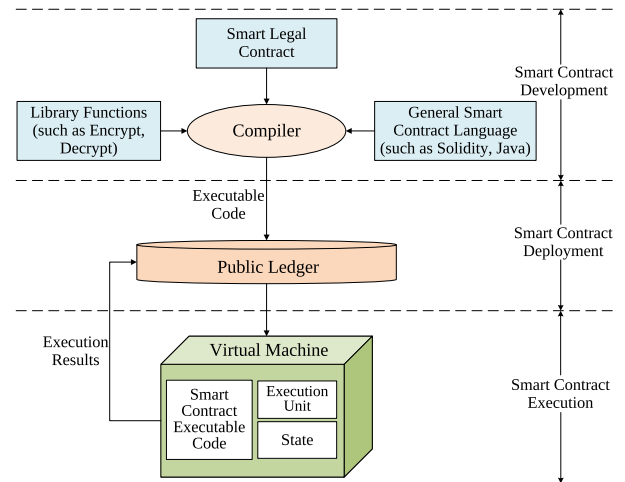 Smart Legal
Contract
Smart Contract
Development
Library Functions
(such as Encrypt,
Decrypt)
Compiler
General Smart
Contract Language
(such as Solidity, Java)
Executable
Code
Smart Contract
Deployment
Public Ledger
Execution
Results
Virtual Machine
Smart
Contract
Executable
Code
Execution
Unit
State
Smart Contract
Execution